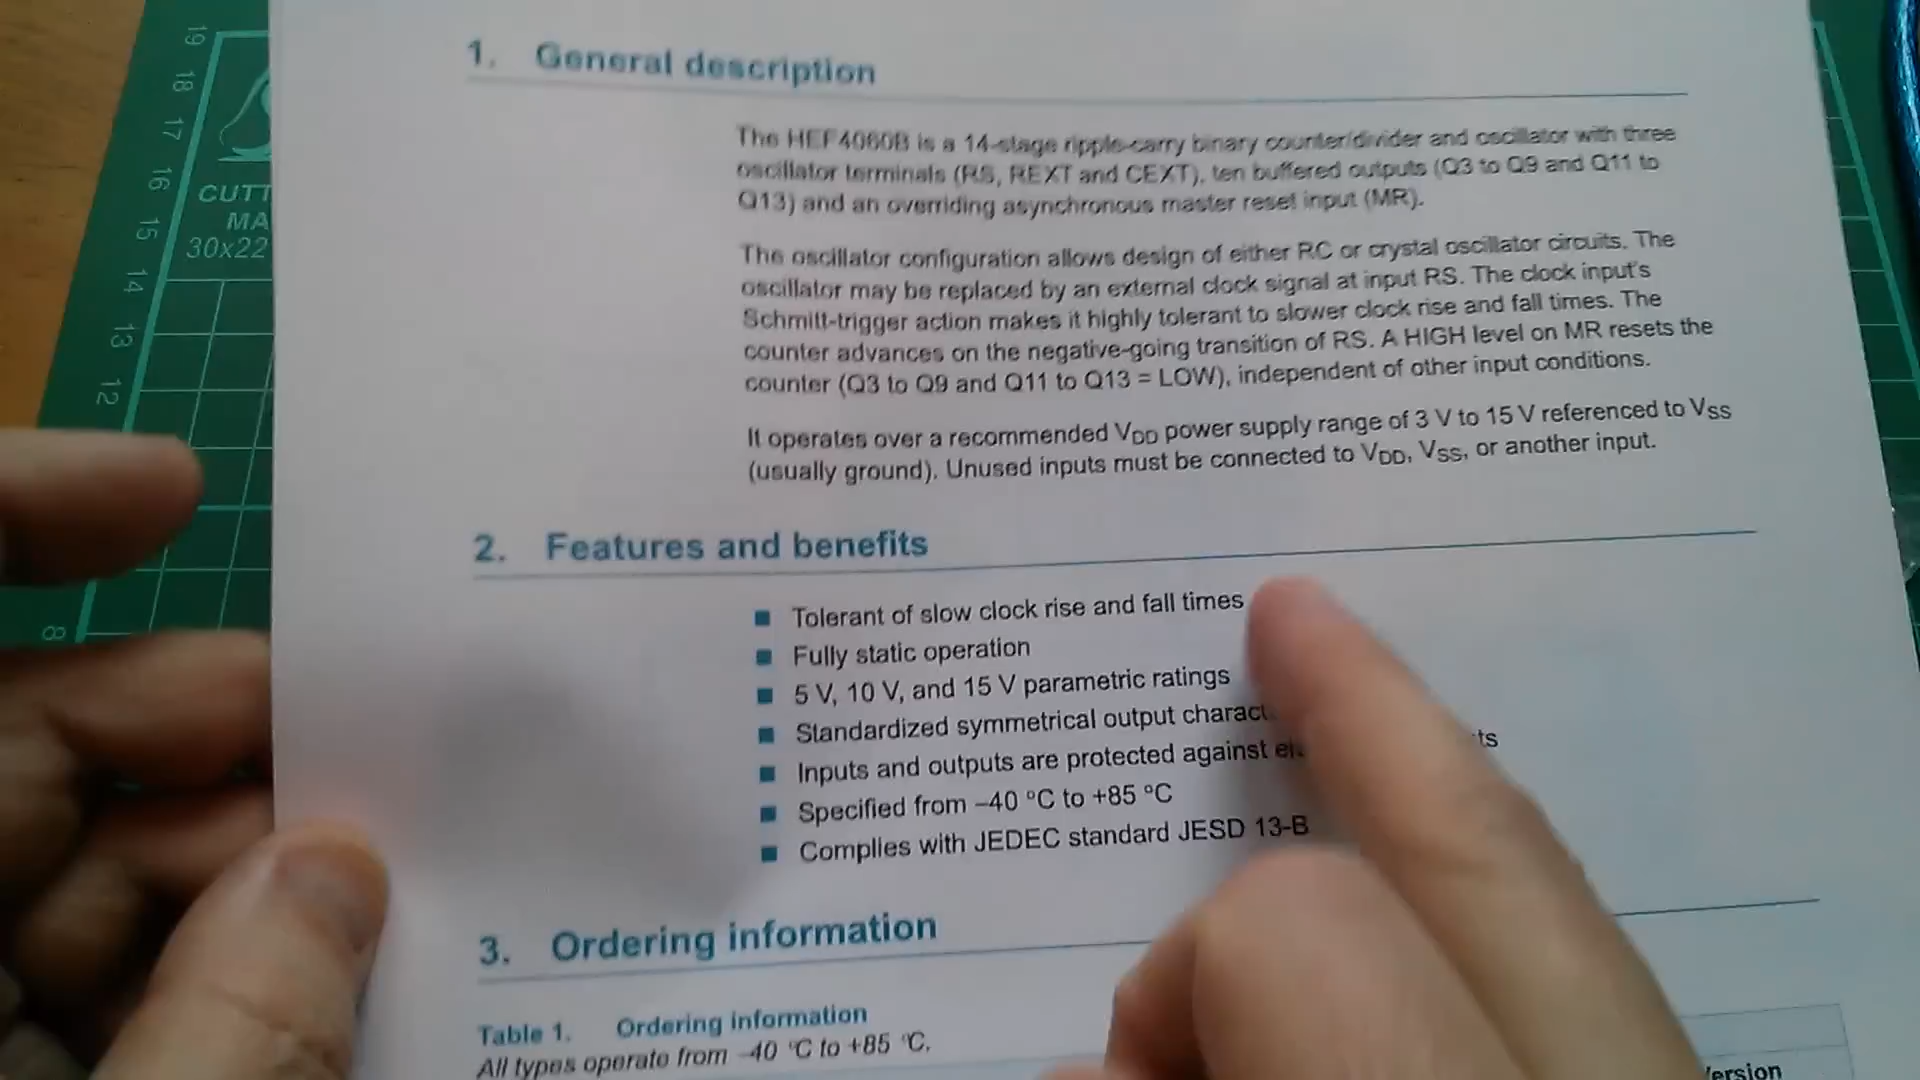 19
18
17
16
15
14
13
12
8
CUTT
MA
30x22
1. General description
The HEF4060B is a 14-stage ripple-carry binary counter/divider and oscillator with three
oscillator terminals (RS, REXT and CEXT), ten buffered outputs (Q3 to Q9 and Q11 to
Q13) and an overriding asynchronous master reset input (MR).
The oscillator configuration allows design of either RC or crystal oscillator circuits. The
oscillator may be replaced by an external clock signal at input RS. The clock input's
Schmitt-trigger action makes it highly tolerant to slower clock rise and fall times. The
counter advances on the negative-going transition of RS. A HIGH level on MR resets the
counter (Q3 to Q9 and Q11 to Q13 = LOW), independent of other input conditions.
It operates over a recommended VDD power supply range of 3 V to 15 V referenced to VSS
(usually ground). Unused inputs must be connected to VDD, VSS, or another input.
2. Features and benefits
■ Tolerant of slow clock rise and fall times
■ Fully static operation
■ 5 V, 10 V, and 15 V parametric ratings
■ Standardized symmetrical output charact
■ Inputs and outputs are protected against el ts
■ Specified from –40 °C to +85 °C
■ Complies with JEDEC standard JESD 13-B
3. Ordering information
Table 1. Ordering information
All types operate from –40 °C to +85 °C.
ersion